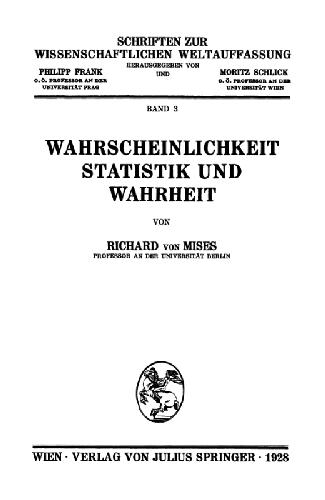 SCHRIFTEN ZUR
WISSENSCHAFTLICHEN WELTAUFFASSUNG
HERAUSGEGEBEN VON
PHILIPP FRANK UND MORITZ SCHLICK
O. Ö. PROFESSOR AN DER O. Ö. PROFESSOR AN DER
UNIVERSITÄT PRAG UNIVERSITÄT WIEN
BAND 3
WAHRSCHEINLICHKEIT
STATISTIK UND
WAHRHEIT
VON
RICHARD VON MISES
PROFESSOR AN DER UNIVERSITÄT BERLIN
WIEN · VERLAG VON JULIUS SPRINGER · 1928